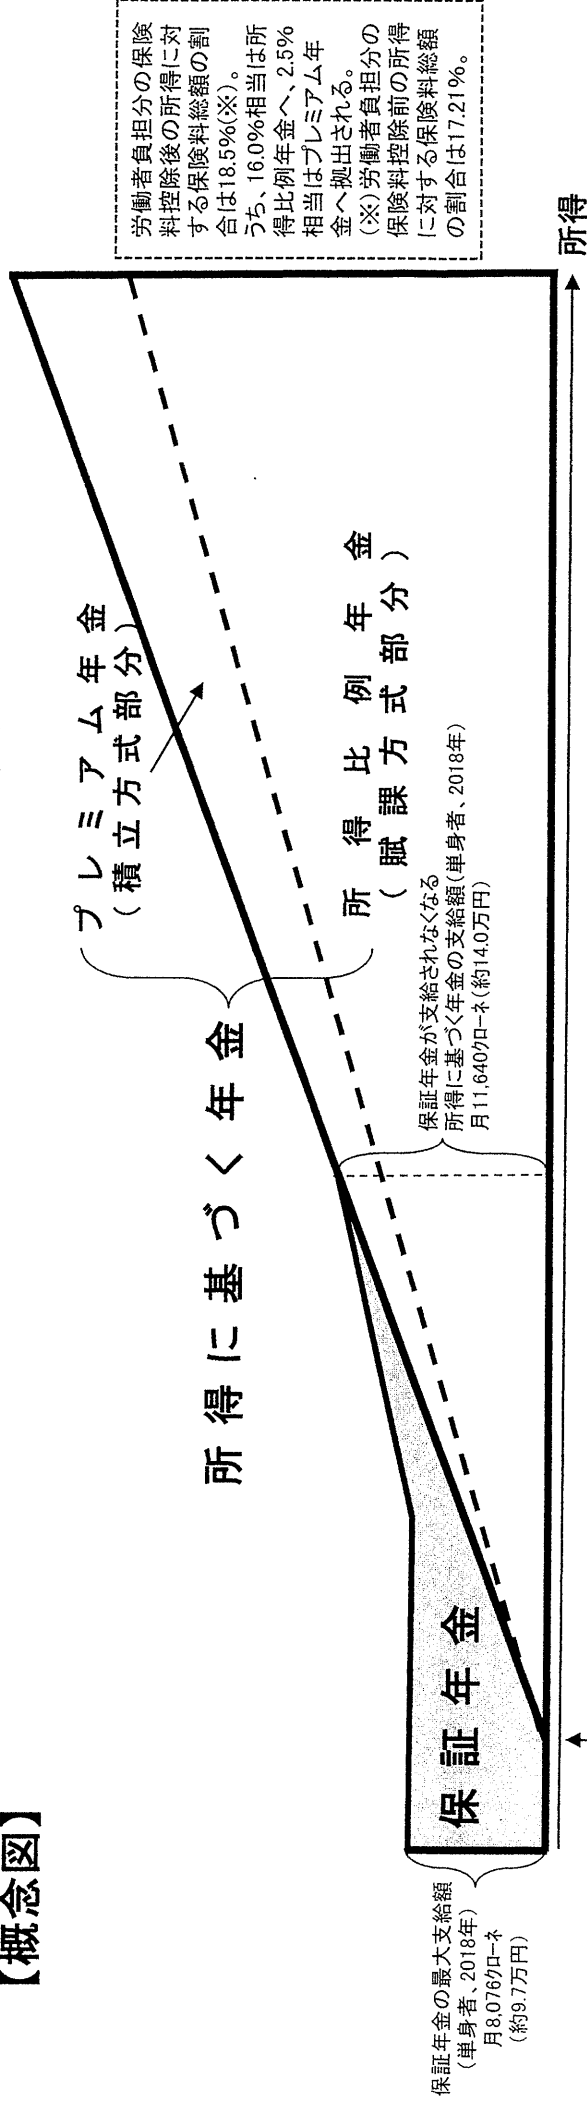 【概念図】
保証年金の最大支給額
(単身者、2018年)
月8,076クローネ
(約9.7万円)
保証年金
所得に基づく年金
プレミアム年金
(積立方式部分)
所得比例年金
(賦課方式部分)
保証年金が支給されなくなる
所得に基づく年金の支給額(単身者、2018年)
月11,640クローネ(約14.0万円)
労働者負担分の保険
料控除後の所得に対
する保険料総額の割
合は18.5%(※)。
うち、16.0%相当は所
得比例年金へ、2.5%
相当はプレミアム年
金へ拠出される。
(※)労働者負担分の
保険料控除前の所得
に対する保険料総額
の割合は17.21%。
所得